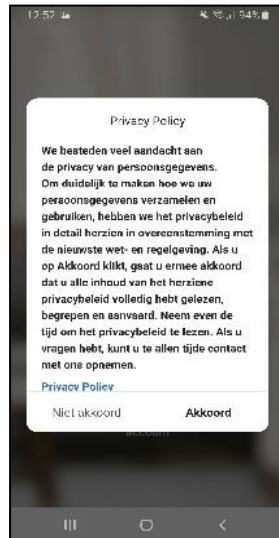 12:52
94%
Privacy Policy
We besteden veel aandacht aan
de privacy van persoonsgegevens.
Om duidelijk te maken hoe we uw
persoonsgegevens verzamelen en
gebruiken, hebben we het privacybeleid
in detail herzien in overeenstemming met
de nieuwste wet- en regelgeving. Als u
op Akkoord klikt, gaat u ermee akkoord
dat u alle inhoud van het herziene
privacybeleid volledig hebt gelezen,
begrepen en aanvaard. Neem even de
tijd om het privacybeleid te lezen. Als u
vragen hebt, kunt u te allen tijde contact
met ons opnemen.
Privacy Policy
Niet akkoord Akkoord